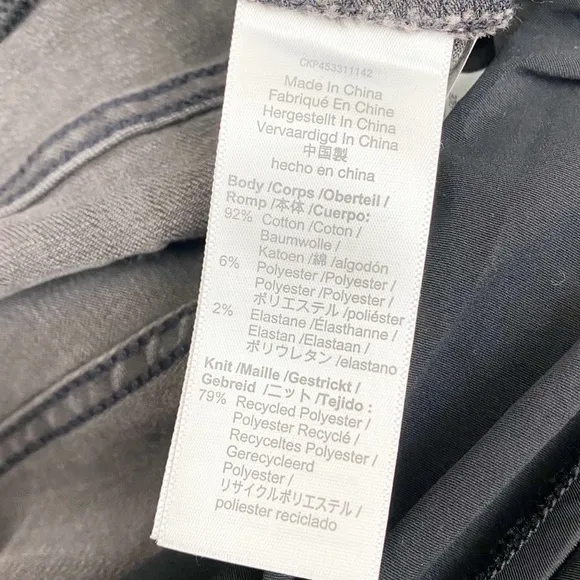 CKP453311142
Made In China
Fabriqué En Chine
Hergestellt In China
Vervaardigd In China
中国製
hecho en china
Body /Corps /Oberteil /
Romp /本体 /Cuerpo:
92% Cotton /Coton /
Baumwolle /
Katoen /綿 /algodón
6% Polyester /Polyester /
Polyester /Polyester /
ポリエステル /poliéster
2% Elastane /Élasthanne /
Elastan /Elastaan /
ポリウレタン /elastano
Knit /Maille /Gestrickt /
Gebreid /ニット /Tejido :
79% Recycled Polyester /
Polyester Recyclé /
Recyceltes Polyester /
Gerecycleerd
Polyester /
リサイクルポリエステル /
poliester reciclado